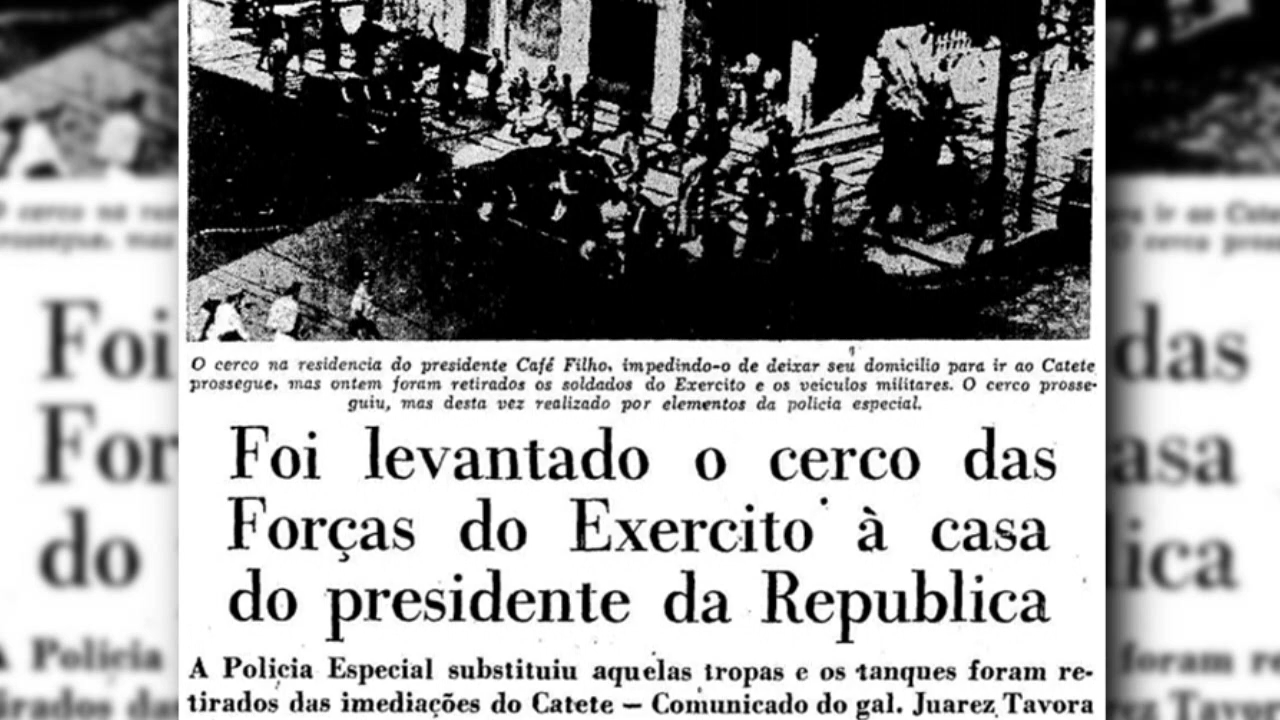 O cerco na residencia do presidente Café Filho, impedindo-o de deixar seu domicilio para ir ao Catete
prossegue, mas ontem foram retirados os soldados do Exercito e os veiculos militares. O cerco prosse-
guiu, mas desta vez realizado por elementos da policia especial.
Foi levantado o cerco das
Forças do Exercito à casa
do presidente da Republica
A Policia Especial substituiu aquelas tropas e os tanques foram re-
tirados das imediações do Catete — Comunicado do gal. Juarez Tavora